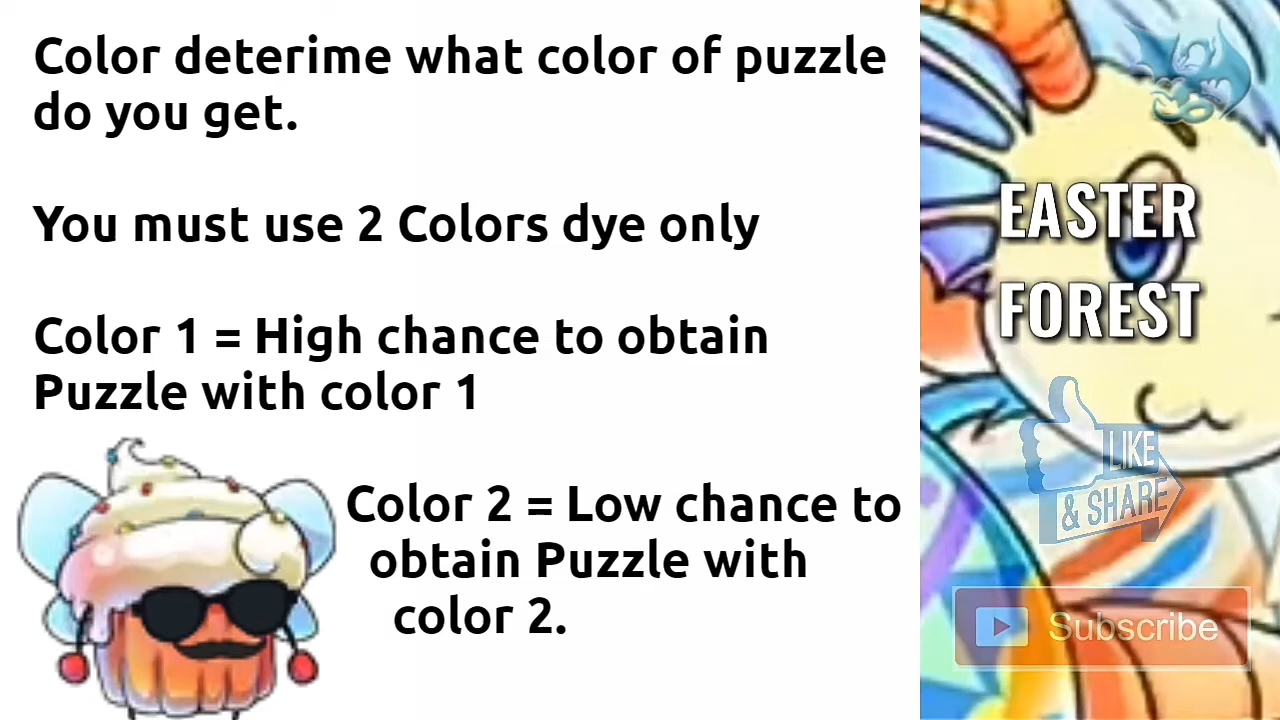 Color deterime what color of puzzle
do you get.
You must use 2 Colors dye only
Color 1 = High chance to obtain
Puzzle with color 1
Color 2 = Low chance to
obtain Puzzle with
color 2.
EASTER
FOREST
LIKE
& SHARE
Subscribe